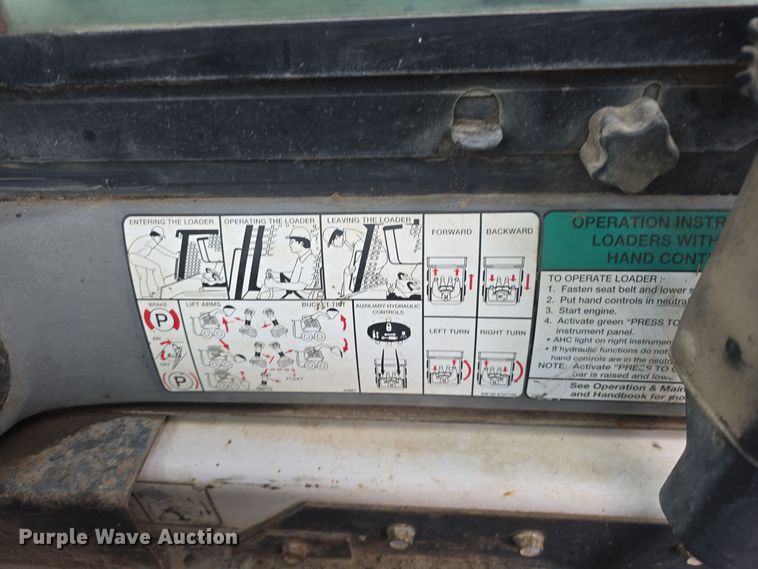 ENTERING THE LOADER
OPERATING THE LOADER
LEAVING THE LOADER
FORWARD
BACKWARD
BRAKE
P
P
LIFT ARMS
BUCKET TILT
FLOAT
AUXILIARY HYDRAULIC
CONTROLS
LEFT TURN
RIGHT TURN
OPERATION INSTR
LOADERS WITH
HAND CONT
TO OPERATE LOADER :
1. Fasten seat belt and lower s
2. Put hand controls in neutra
3. Start engine.
4. Activate green "PRESS TO
instrument panel.
• AHC light on right instrumen
• If hydraulic functions do not
hand controls are in the neutr
NOTE: Activate "PRESS TO O
bar is raised and lowe
See Operation & Main
and Handbook for mo
Purple Wave Auction